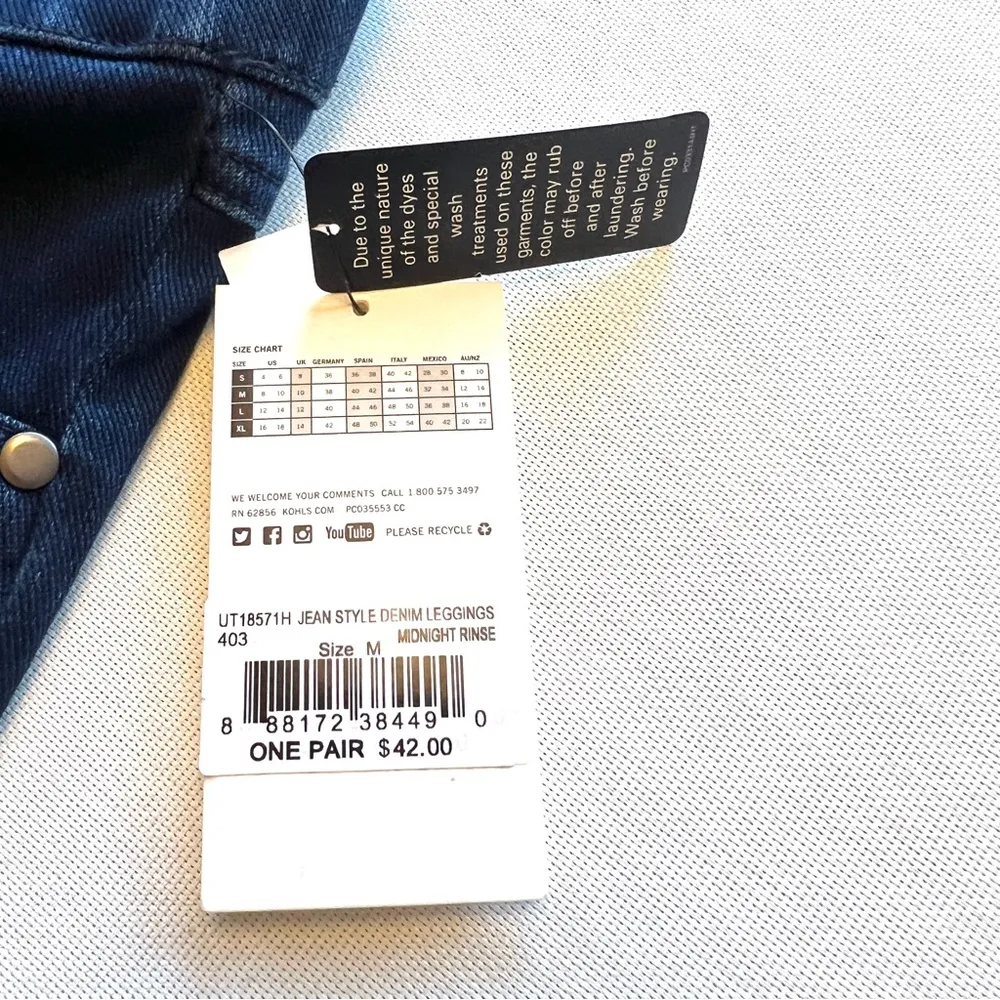 Due to the
unique nature
of the dyes
and special
wash
treatments
used on these
garments, the
color may rub
off before
and after
laundering.
Wash before
wearing.
SIZE CHART
SIZE US UK GERMANY SPAIN ITALY MEXICO AU/NZ
S 4 6 8 36 36 38 40 42 28 30 8 10
M 8 10 10 38 40 42 44 46 32 34 12 14
L 12 14 12 40 44 46 48 50 36 38 16 18
XL 16 18 14 42 48 50 52 54 40 42 20 22
WE WELCOME YOUR COMMENTS CALL 1 800 575 3497
RN 62856 KOHLS.COM PC035553 CC
YouTube PLEASE RECYCLE
UT18571H JEAN STYLE DENIM LEGGINGS
403 MIDNIGHT RINSE
Size M
8 88172 38449 0
ONE PAIR $42.00